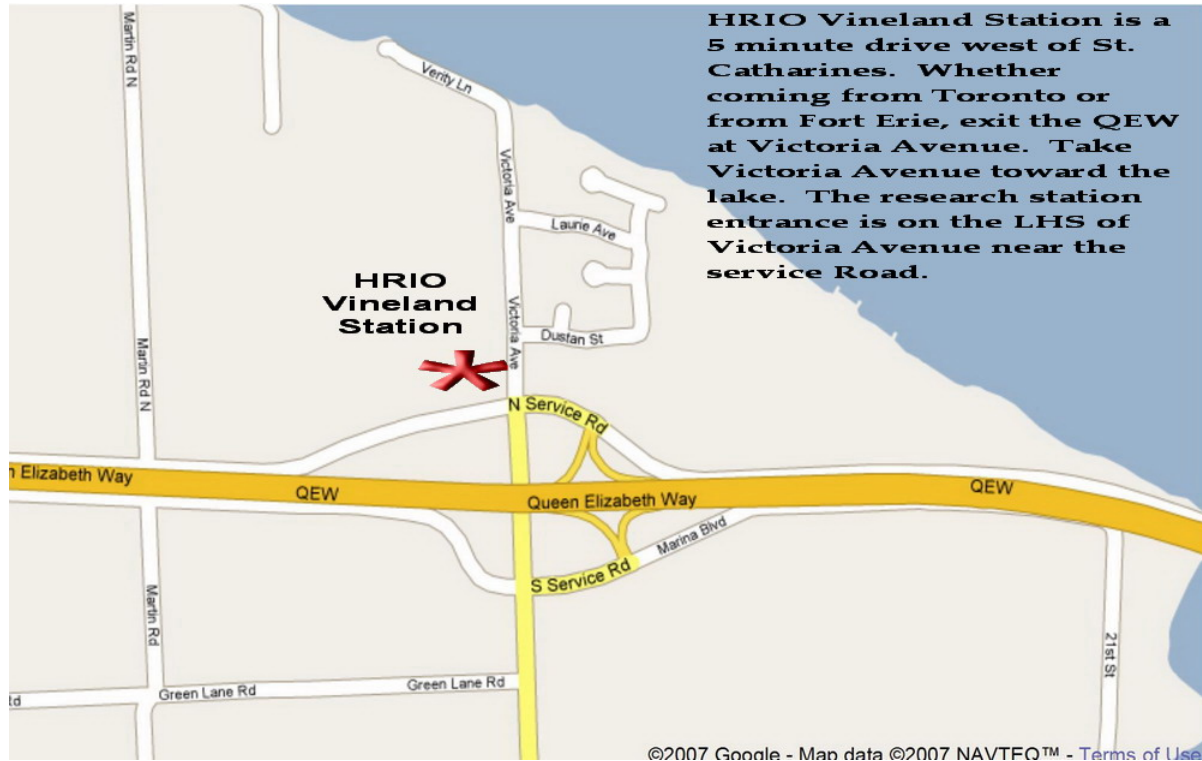 HRIO Vineland Station is a
5 minute drive west of St.
Catharines.  Whether
coming from Toronto or
from Fort Erie, exit the QEW
at Victoria Avenue.  Take
Victoria Avenue toward the
lake.  The research station
entrance is on the LHS of
Victoria Avenue near the
service Road.
Martin Rd N
Verity Ln
Victoria Ave
Laurie Ave
HRIO
Vineland
Station
Victoria Ave
Dustan St
Martin Rd N
N Service Rd
n Elizabeth Way
QEW
Queen Elizabeth Way
QEW
Marina Blvd
S Service Rd
Martin Rd
21st St
Rd
Green Lane Rd
Green Lane Rd
©2007 Google - Map data ©2007 NAVTEQ™ - Terms of Use